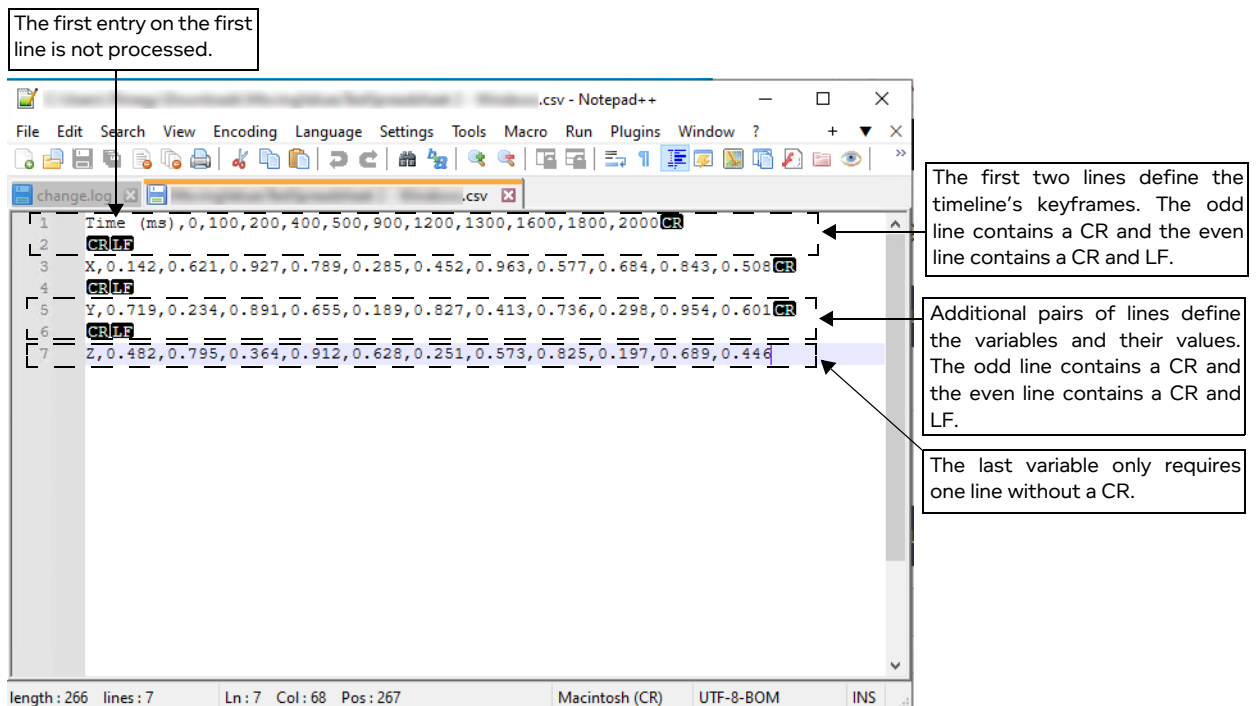 The first entry on the first
line is not processed.
.csv - Notepad++
File Edit Search View Encoding Language Settings Tools Macro Run Plugins Window ?
change.log
.csv
1 Time (ms),0,100,200,400,500,900,1200,1300,1600,1800,2000CR
2 CRLF
3 X,0.142,0.621,0.927,0.789,0.285,0.452,0.963,0.577,0.684,0.843,0.508CR
4 CRLF
5 Y,0.719,0.234,0.891,0.655,0.189,0.827,0.413,0.736,0.298,0.954,0.601CR
6 CRLF
7 Z,0.482,0.795,0.364,0.912,0.628,0.251,0.573,0.825,0.197,0.689,0.446
The first two lines define the
timeline's keyframes. The odd
line contains a CR and the even
line contains a CR and LF.
Additional pairs of lines define
the variables and their values.
The odd line contains a CR and
the even line contains a CR and
LF.
The last variable only requires
one line without a CR.
length : 266 lines : 7 Ln : 7 Col : 68 Pos : 267 Macintosh (CR) UTF-8-BOM INS